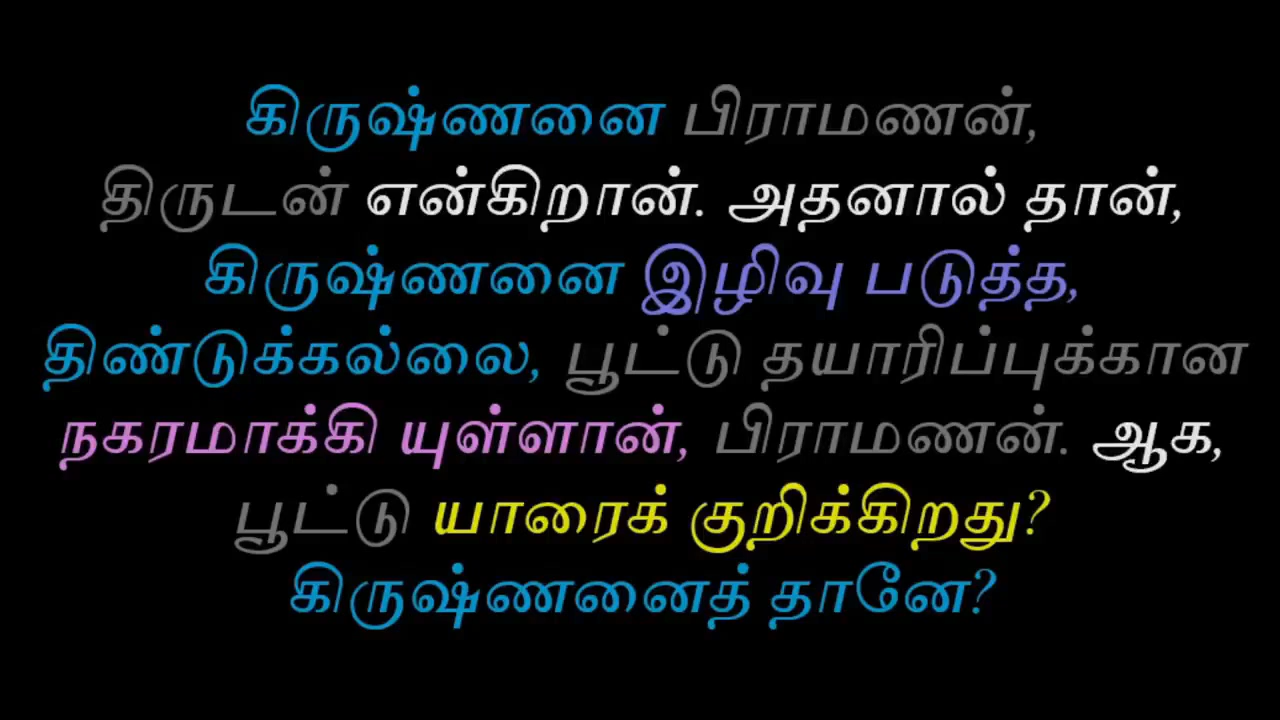 கிருஷ்ணனை பிராமணன்,
திருடன் என்கிறான். அதனால் தான்,
கிருஷ்ணனை இழிவு படுத்த,
திண்டுக்கல்லை, பூட்டு தயாரிப்புக்கான
நகரமாக்கி யுள்ளான், பிராமணன். ஆக,
பூட்டு யாரைக் குறிக்கிறது?
கிருஷ்ணனைத் தானே?